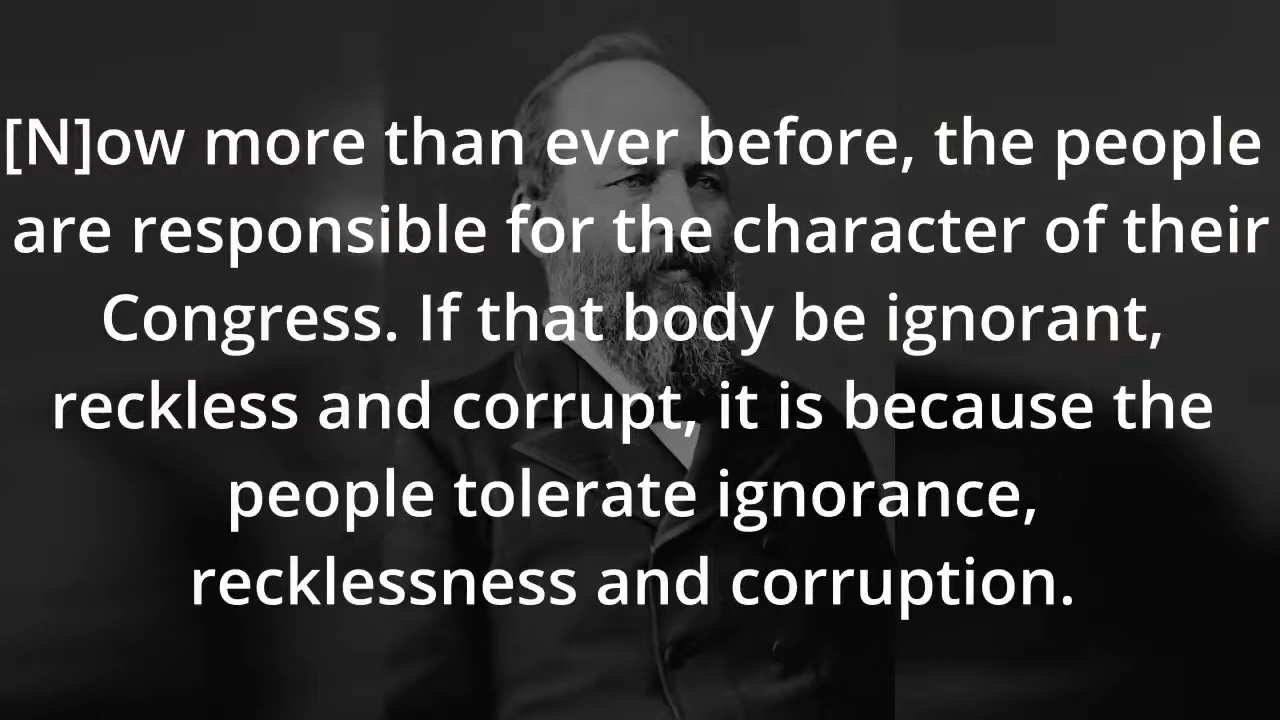 [N]ow more than ever before, the people
are responsible for the character of their
Congress. If that body be ignorant,
reckless and corrupt, it is because the
people tolerate ignorance,
recklessness and corruption.